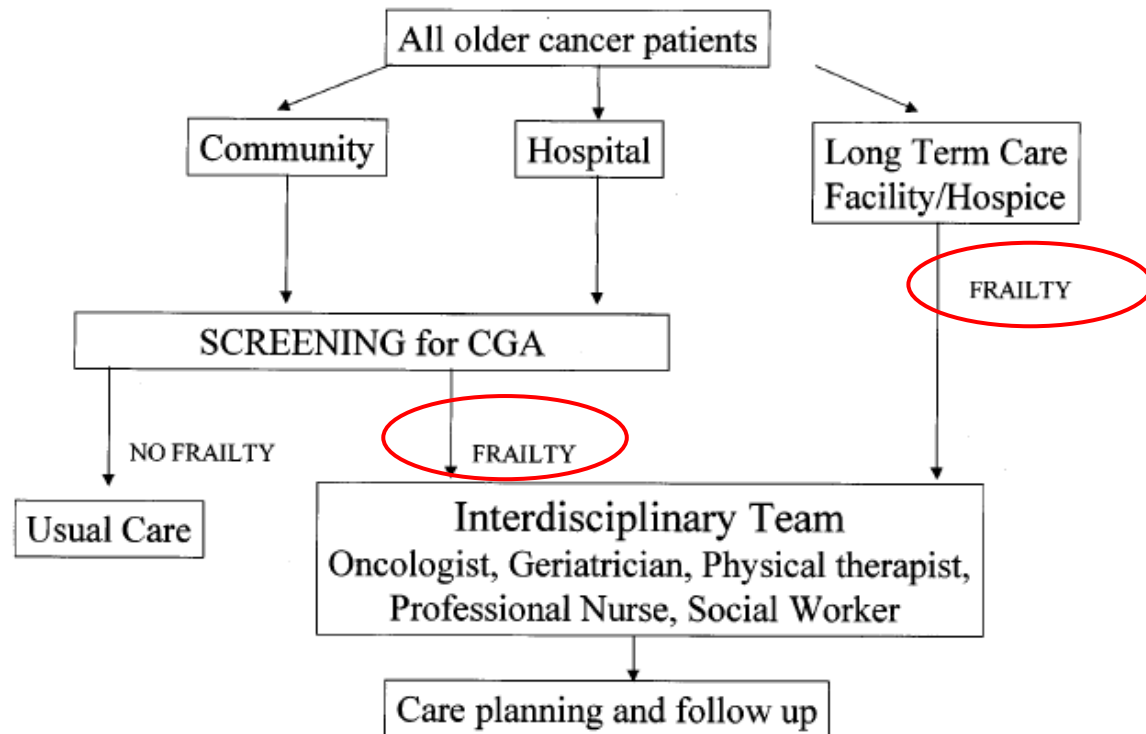 All older cancer patients
Community
Hospital
Long Term Care
Facility/Hospice
FRAILTY
SCREENING for CGA
NO FRAILTY
FRAILTY
Usual Care
Interdisciplinary Team
Oncologist, Geriatrician, Physical therapist,
Professional Nurse, Social Worker
Care planning and follow up